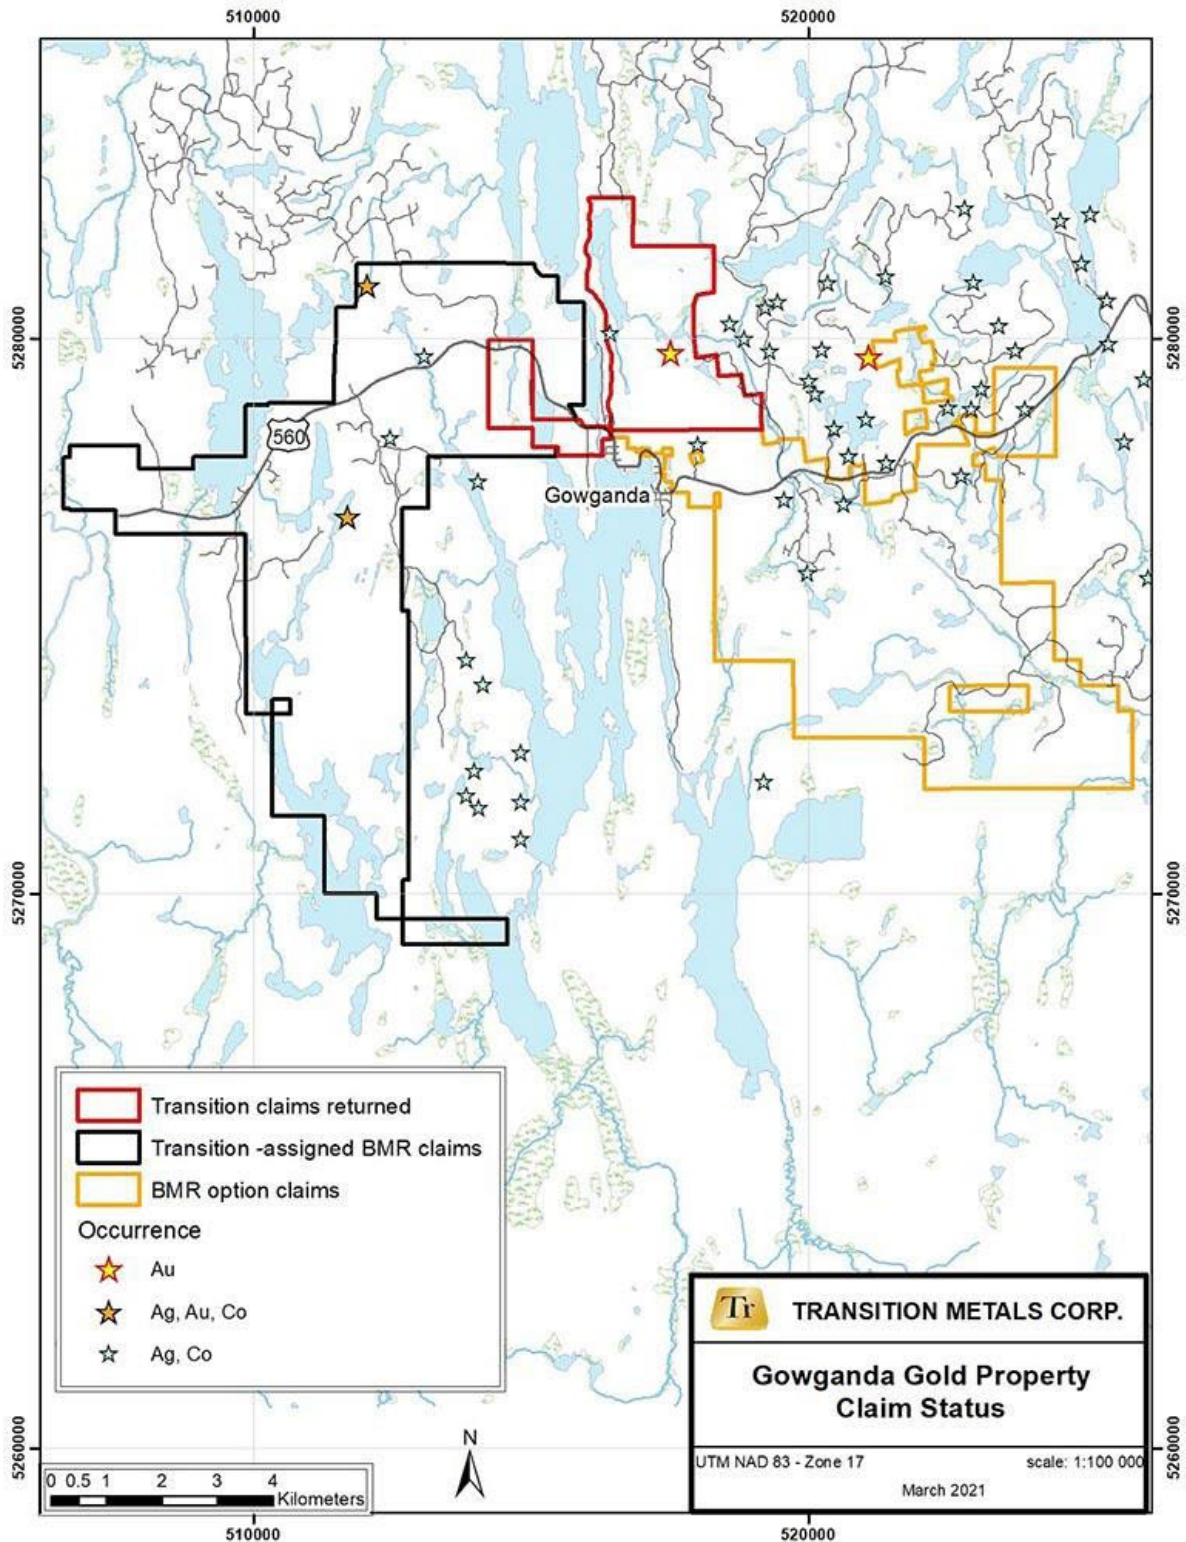 510000
520000
5280000
5280000
560
Gowganda
5270000
5270000
Transition claims returned
Transition -assigned BMR claims
BMR option claims
Occurrence
Au
Ag, Au, Co
Ag, Co
Tr
TRANSITION METALS CORP.
Gowganda Gold Property
Claim Status
UTM NAD 83 - Zone 17
scale: 1:100 000
March 2021
5260000
5260000
N
0 0.5 1 2 3 4
Kilometers
510000
520000